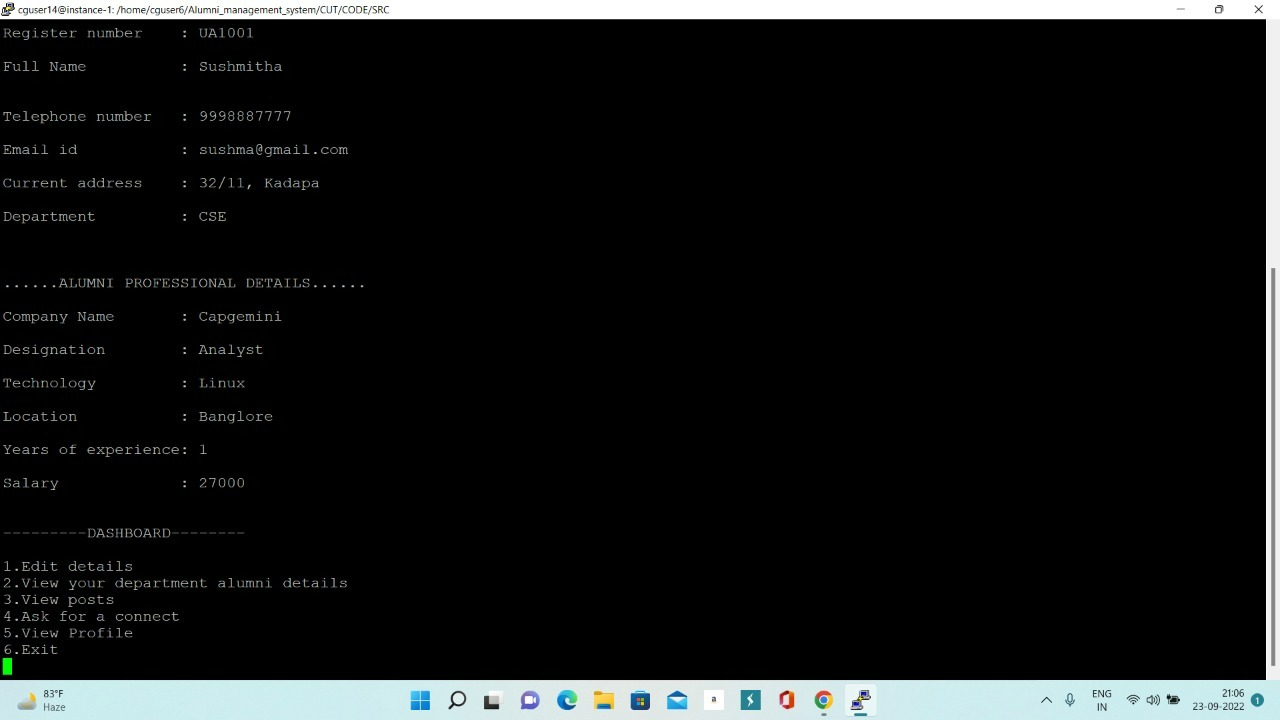 cguser14@instance-1: /home/cguser6/Alumni_management_system/CUT/CODE/SRC
Register number : UA1001
Full Name : Sushmitha
Telephone number : 9998887777
Email id : sushma@gmail.com
Current address : 32/11, Kadapa
Department : CSE
......ALUMNI PROFESSIONAL DETAILS......
Company Name : Capgemini
Designation : Analyst
Technology : Linux
Location : Banglore
Years of experience: 1
Salary : 27000
---------DASHBOARD--------
1.Edit details
2.View your department alumni details
3.View posts
4.Ask for a connect
5.View Profile
6.Exit
83°F
Haze
a
ENG
IN
21:06
23-09-2022
1